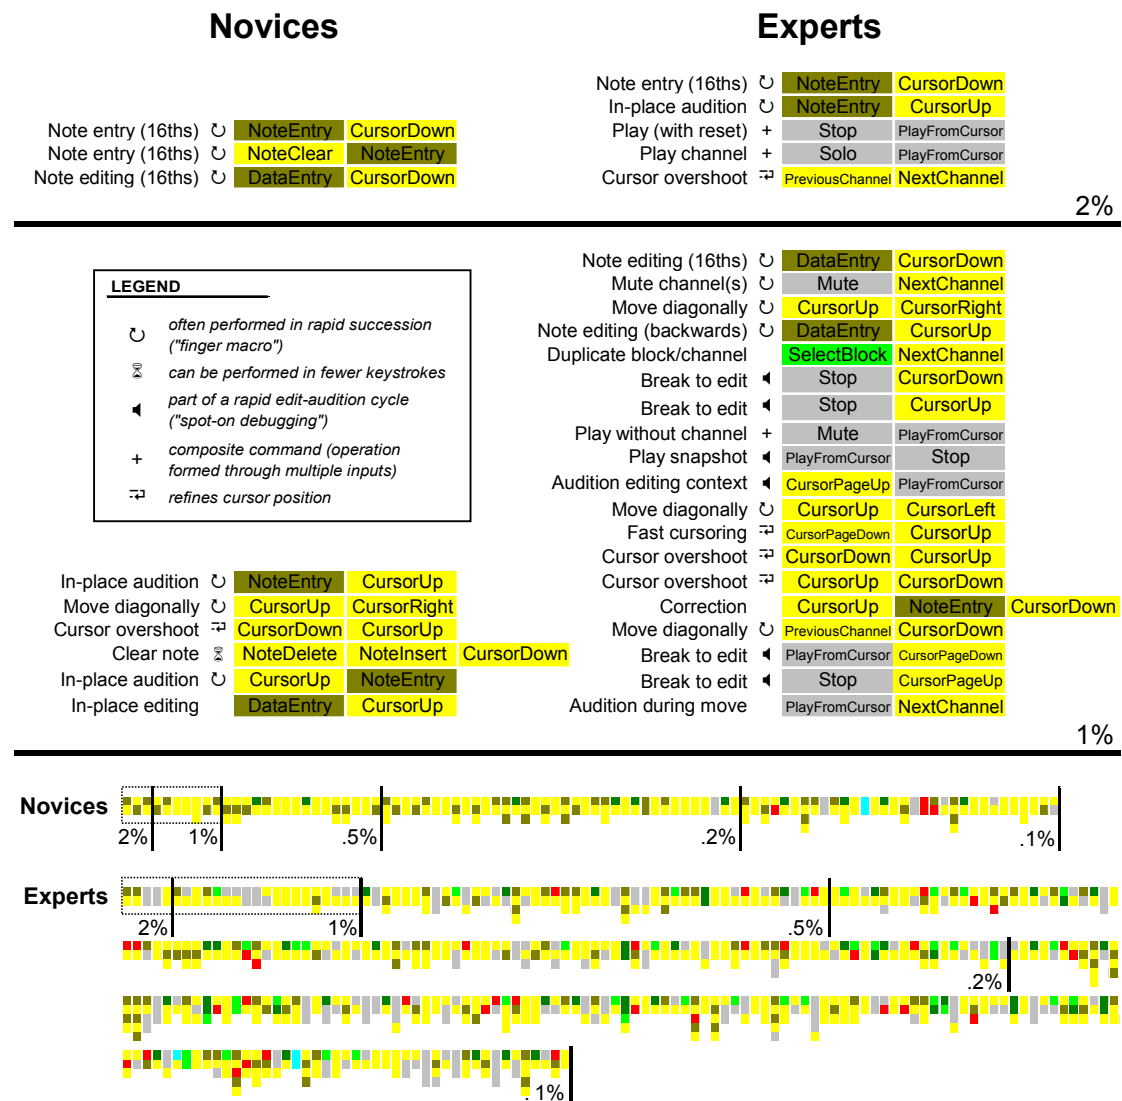 Novices
Experts
Note entry (16ths) ↻ NoteEntry CursorDown
Note entry (16ths) ↻ NoteClear NoteEntry
Note editing (16ths) ↻ DataEntry CursorDown
Note entry (16ths) ↻ NoteEntry CursorDown
In-place audition ↻ NoteEntry CursorUp
Play (with reset) + Stop PlayFromCursor
Play channel + Solo PlayFromCursor
Cursor overshoot PreviousChannel NextChannel
2%
LEGEND
often performed in rapid succession
("finger macro")
can be performed in fewer keystrokes
part of a rapid edit-audition cycle
("spot-on debugging")
+ composite command (operation
formed through multiple inputs)
refines cursor position
In-place audition ↻ NoteEntry CursorUp
Move diagonally ↻ CursorUp CursorRight
Cursor overshoot CursorDown CursorUp
Clear note NoteDelete NoteInsert CursorDown
In-place audition ↻ CursorUp NoteEntry
In-place editing DataEntry CursorUp
Note editing (16ths) ↻ DataEntry CursorDown
Mute channel(s) ↻ Mute NextChannel
Move diagonally ↻ CursorUp CursorRight
Note editing (backwards) ↻ DataEntry CursorUp
Duplicate block/channel SelectBlock NextChannel
Break to edit Stop CursorDown
Break to edit Stop CursorUp
Play without channel + Mute PlayFromCursor
Play snapshot PlayFromCursor Stop
Audition editing context CursorPageUp PlayFromCursor
Move diagonally ↻ CursorUp CursorLeft
Fast cursoring CursorPageDown CursorUp
Cursor overshoot CursorDown CursorUp
Cursor overshoot CursorUp CursorDown
Correction CursorUp NoteEntry CursorDown
Move diagonally ↻ PreviousChannel CursorDown
Break to edit PlayFromCursor CursorPageDown
Break to edit Stop CursorPageUp
Audition during move PlayFromCursor NextChannel
1%
Novices
2% 1% .5% .2% .1%
Experts
2% 1% .5%
.2%
.1%